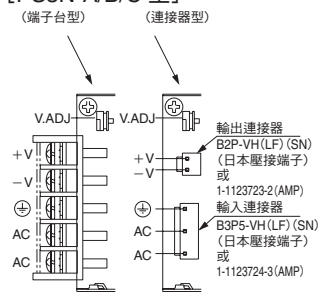 （端子台型）
（連接器型）
V.ADJ
+V
−V
AC
AC
V.ADJ
+V
−V
AC
AC
輸出連接器
B2P-VH(LF)(SN)
(日本壓接端子)
或
1-1123723-2(AMP)
輸入連接器
B3P5-VH(LF)(SN)
(日本壓接端子)
或
1-1123724-3(AMP)